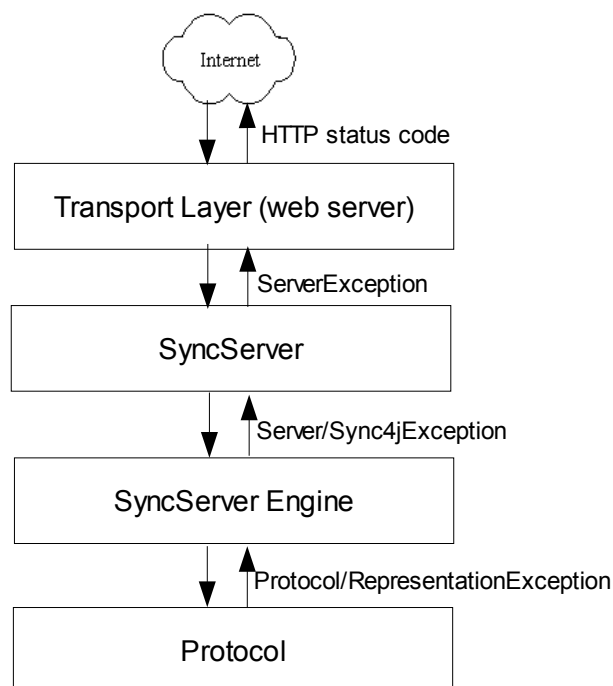 Internet
HTTP status code
Transport Layer (web server)
ServerException
SyncServer
Server/Sync4jException
SyncServer Engine
Protocol/RepresentationException
Protocol